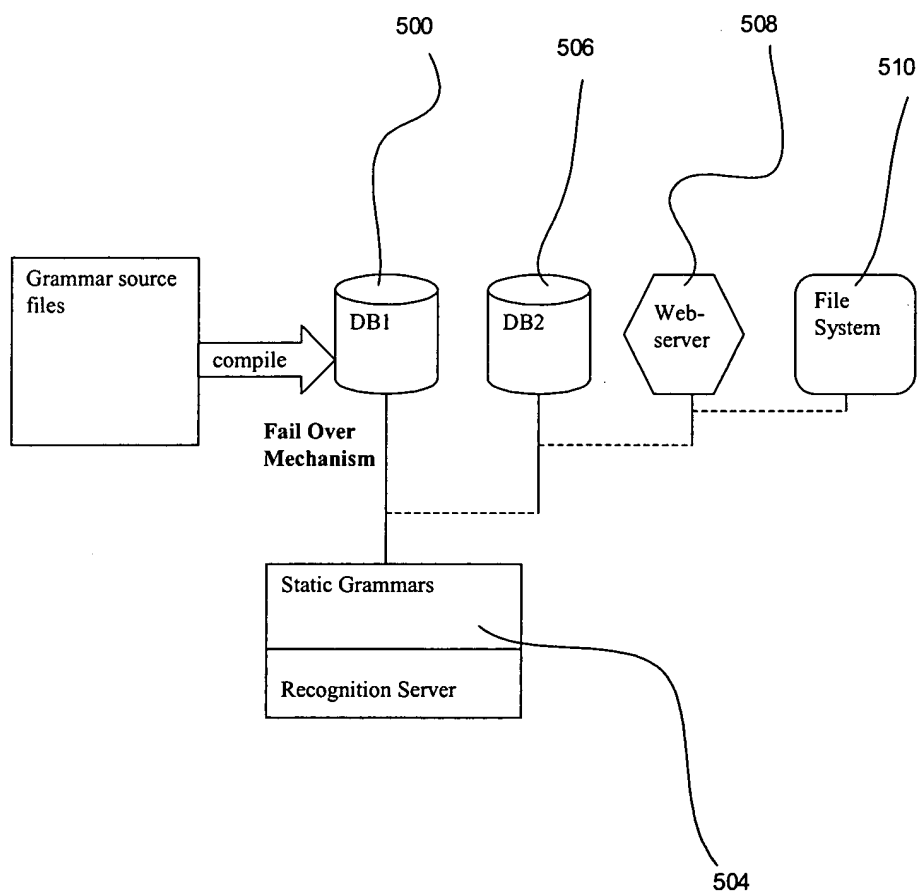 500
506
508
510
Grammar source
files
compile
DB1
DB2
Web-
server
File
System
Fail Over
Mechanism
Static Grammars
Recognition Server
504